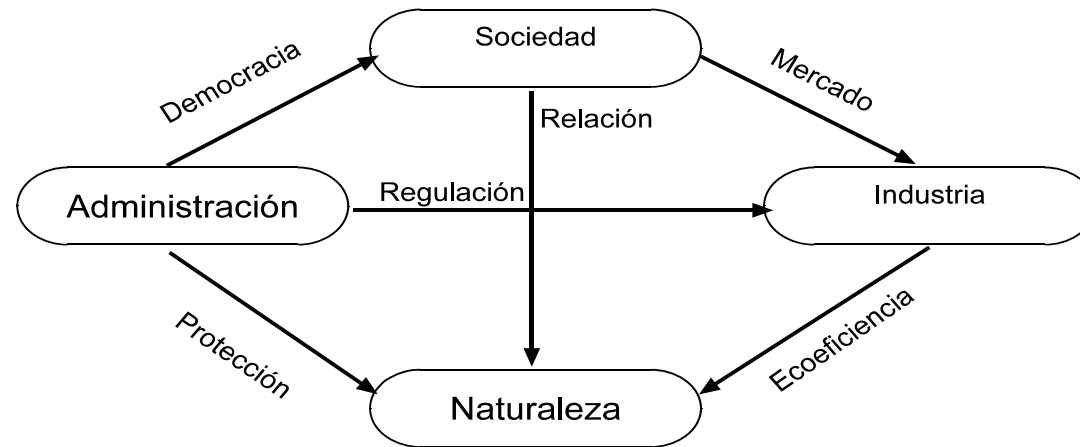 Sociedad
Democracia
Mercado
Relación
Administración
Regulación
Industria
Protección
Ecoeficiencia
Naturaleza